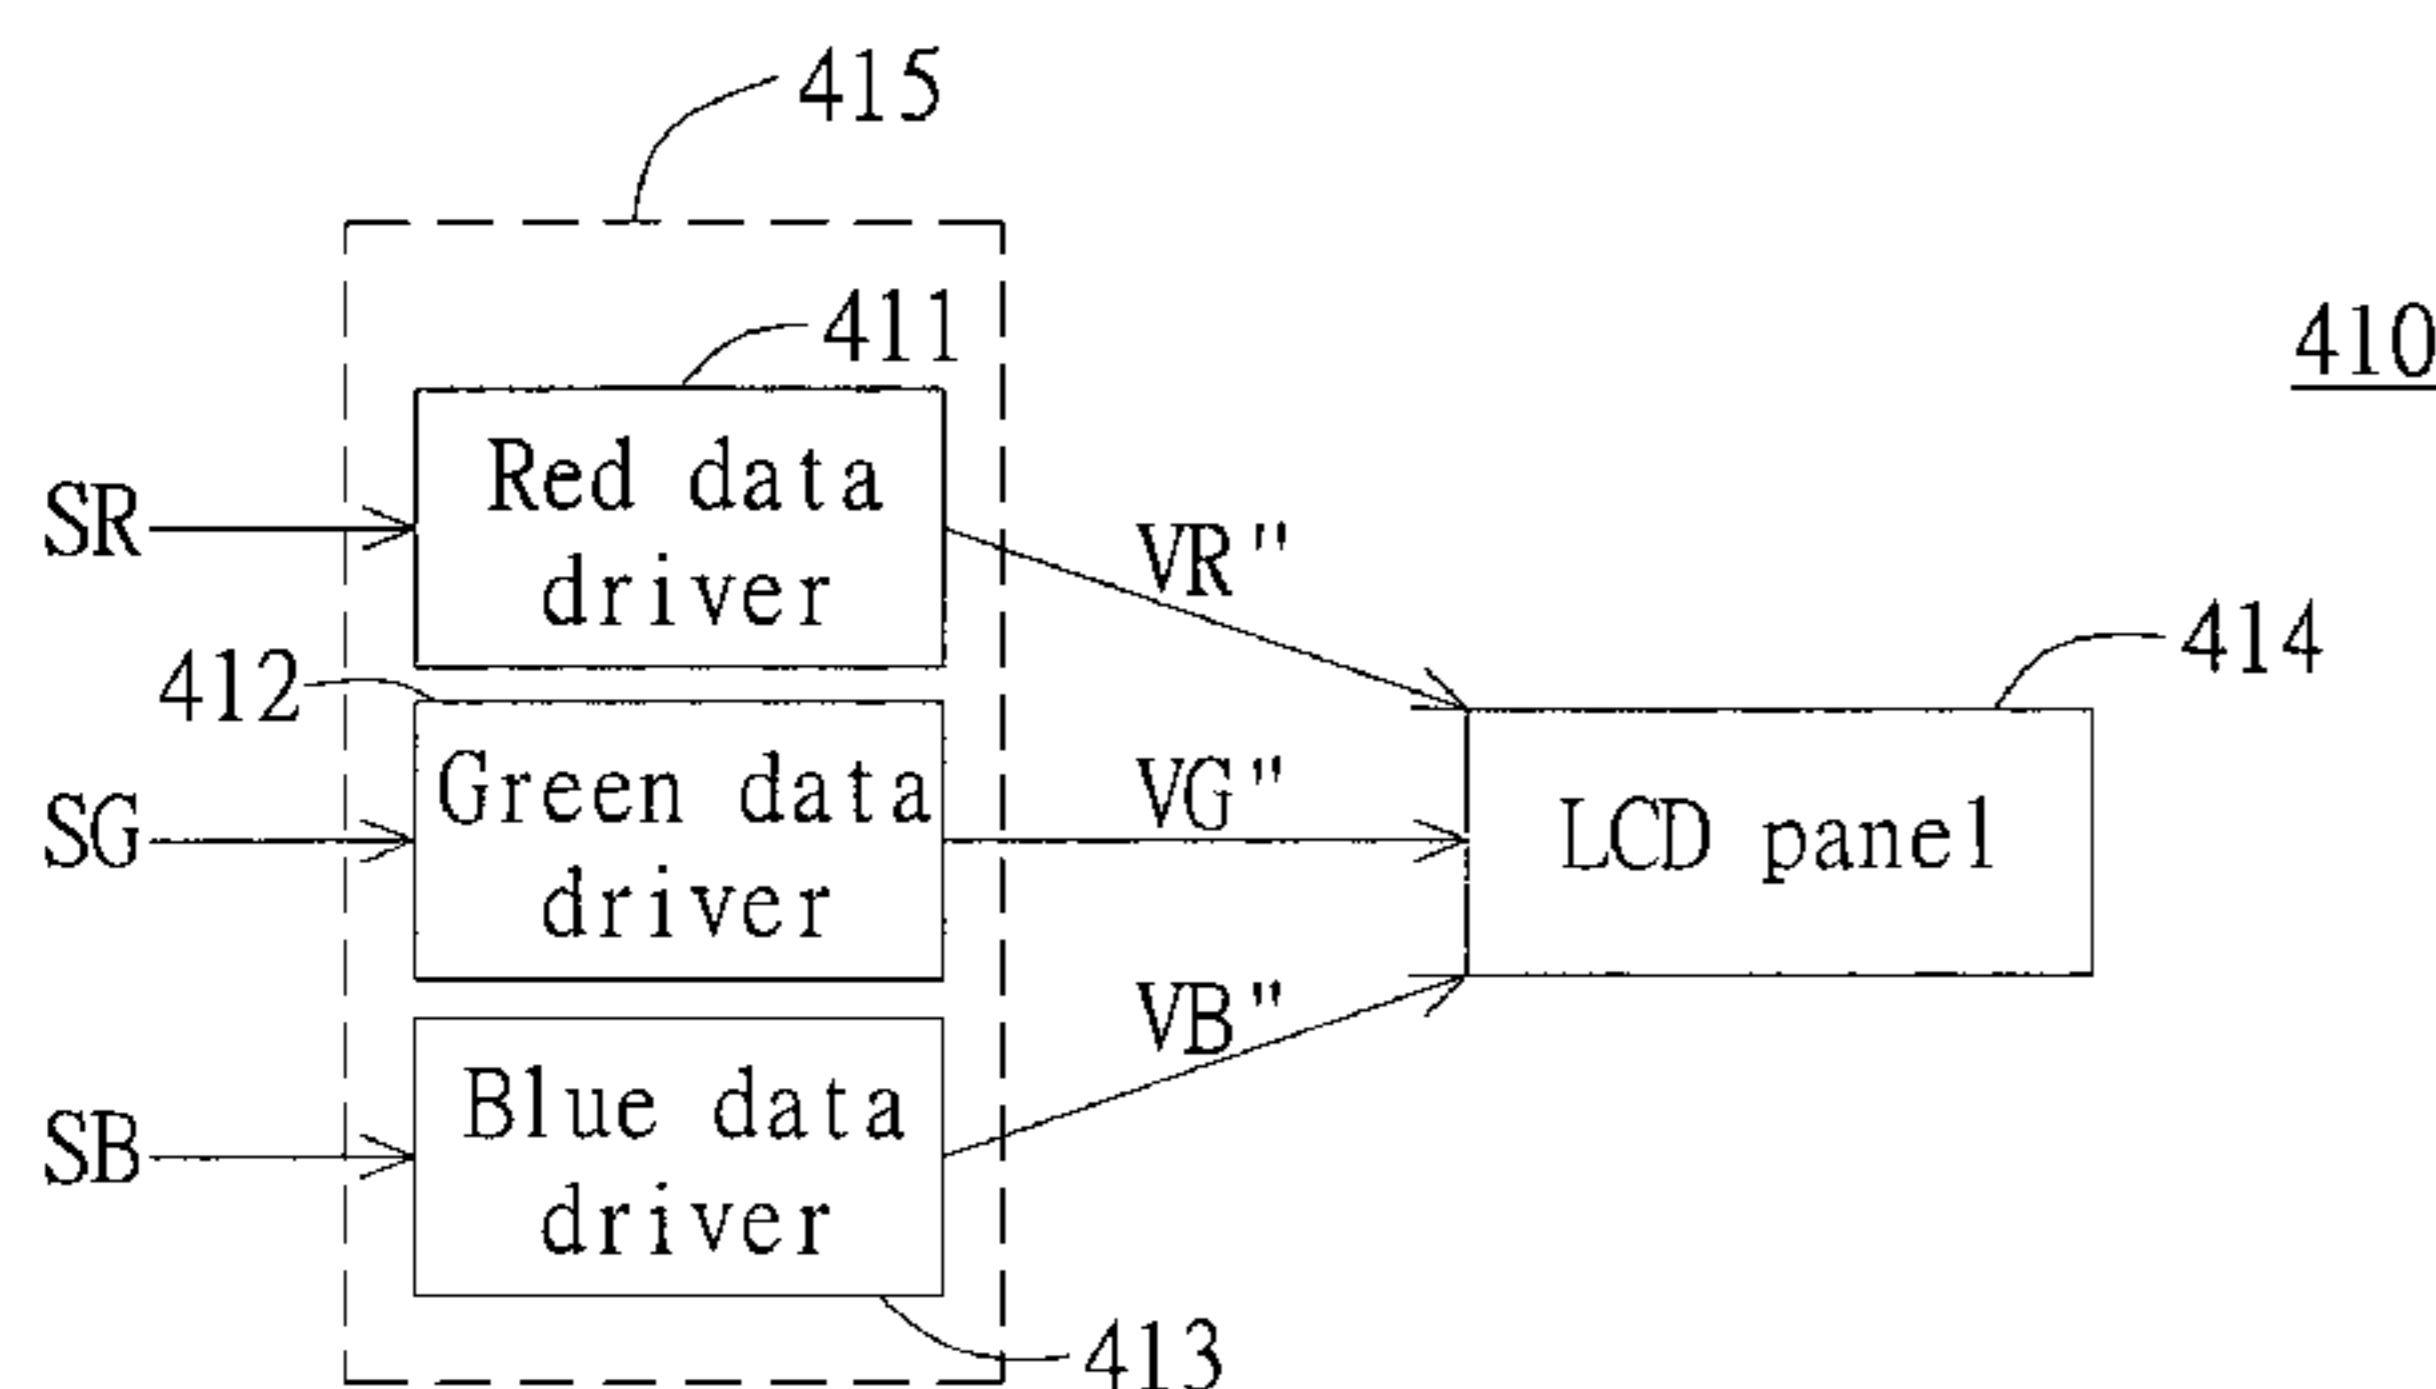 415
411
410
Red data
driver
SR
VR"
412
414
Green data
driver
SG
VG"
LCD panel
VB"
Blue data
driver
SB
413